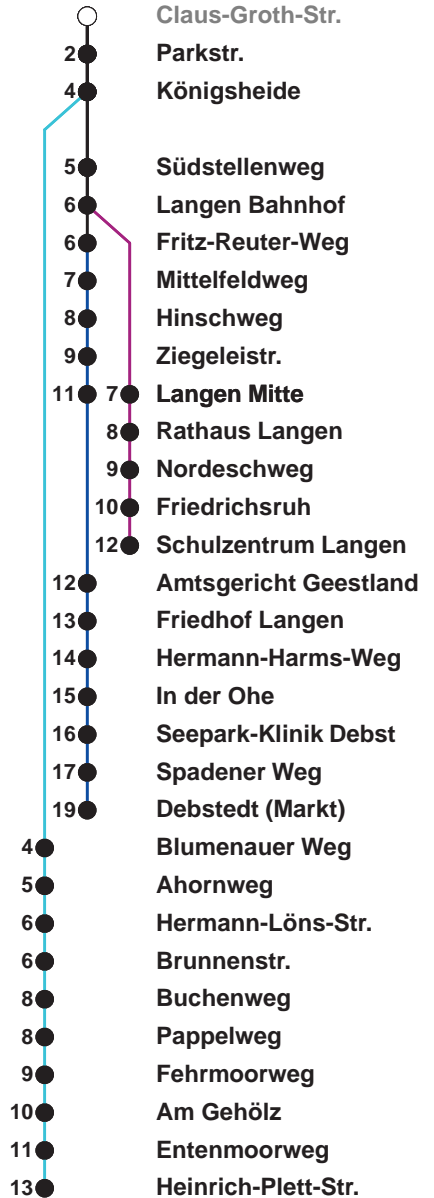 Claus-Groth-Str.
2 Parkstr.
4 Königsheide
5 Südstellenweg
6 Langen Bahnhof
6 Fritz-Reuter-Weg
7 Mittelfeldweg
8 Hinschweg
9 Ziegeleistr.
11 7 Langen Mitte
8 Rathaus Langen
9 Nordeschweg
10 Friedrichsruh
12 Schulzentrum Langen
12 Amtsgericht Geestland
13 Friedhof Langen
14 Hermann-Harms-Weg
15 In der Ohe
16 Seepark-Klinik Debst
17 Spadener Weg
19 Debstedt (Markt)
4 Blumenauer Weg
5 Ahornweg
6 Hermann-Löns-Str.
6 Brunnenstr.
8 Buchenweg
8 Pappelweg
9 Fehrmoorweg
10 Am Gehölz
11 Entenmoorweg
13 Heinrich-Plett-Str.